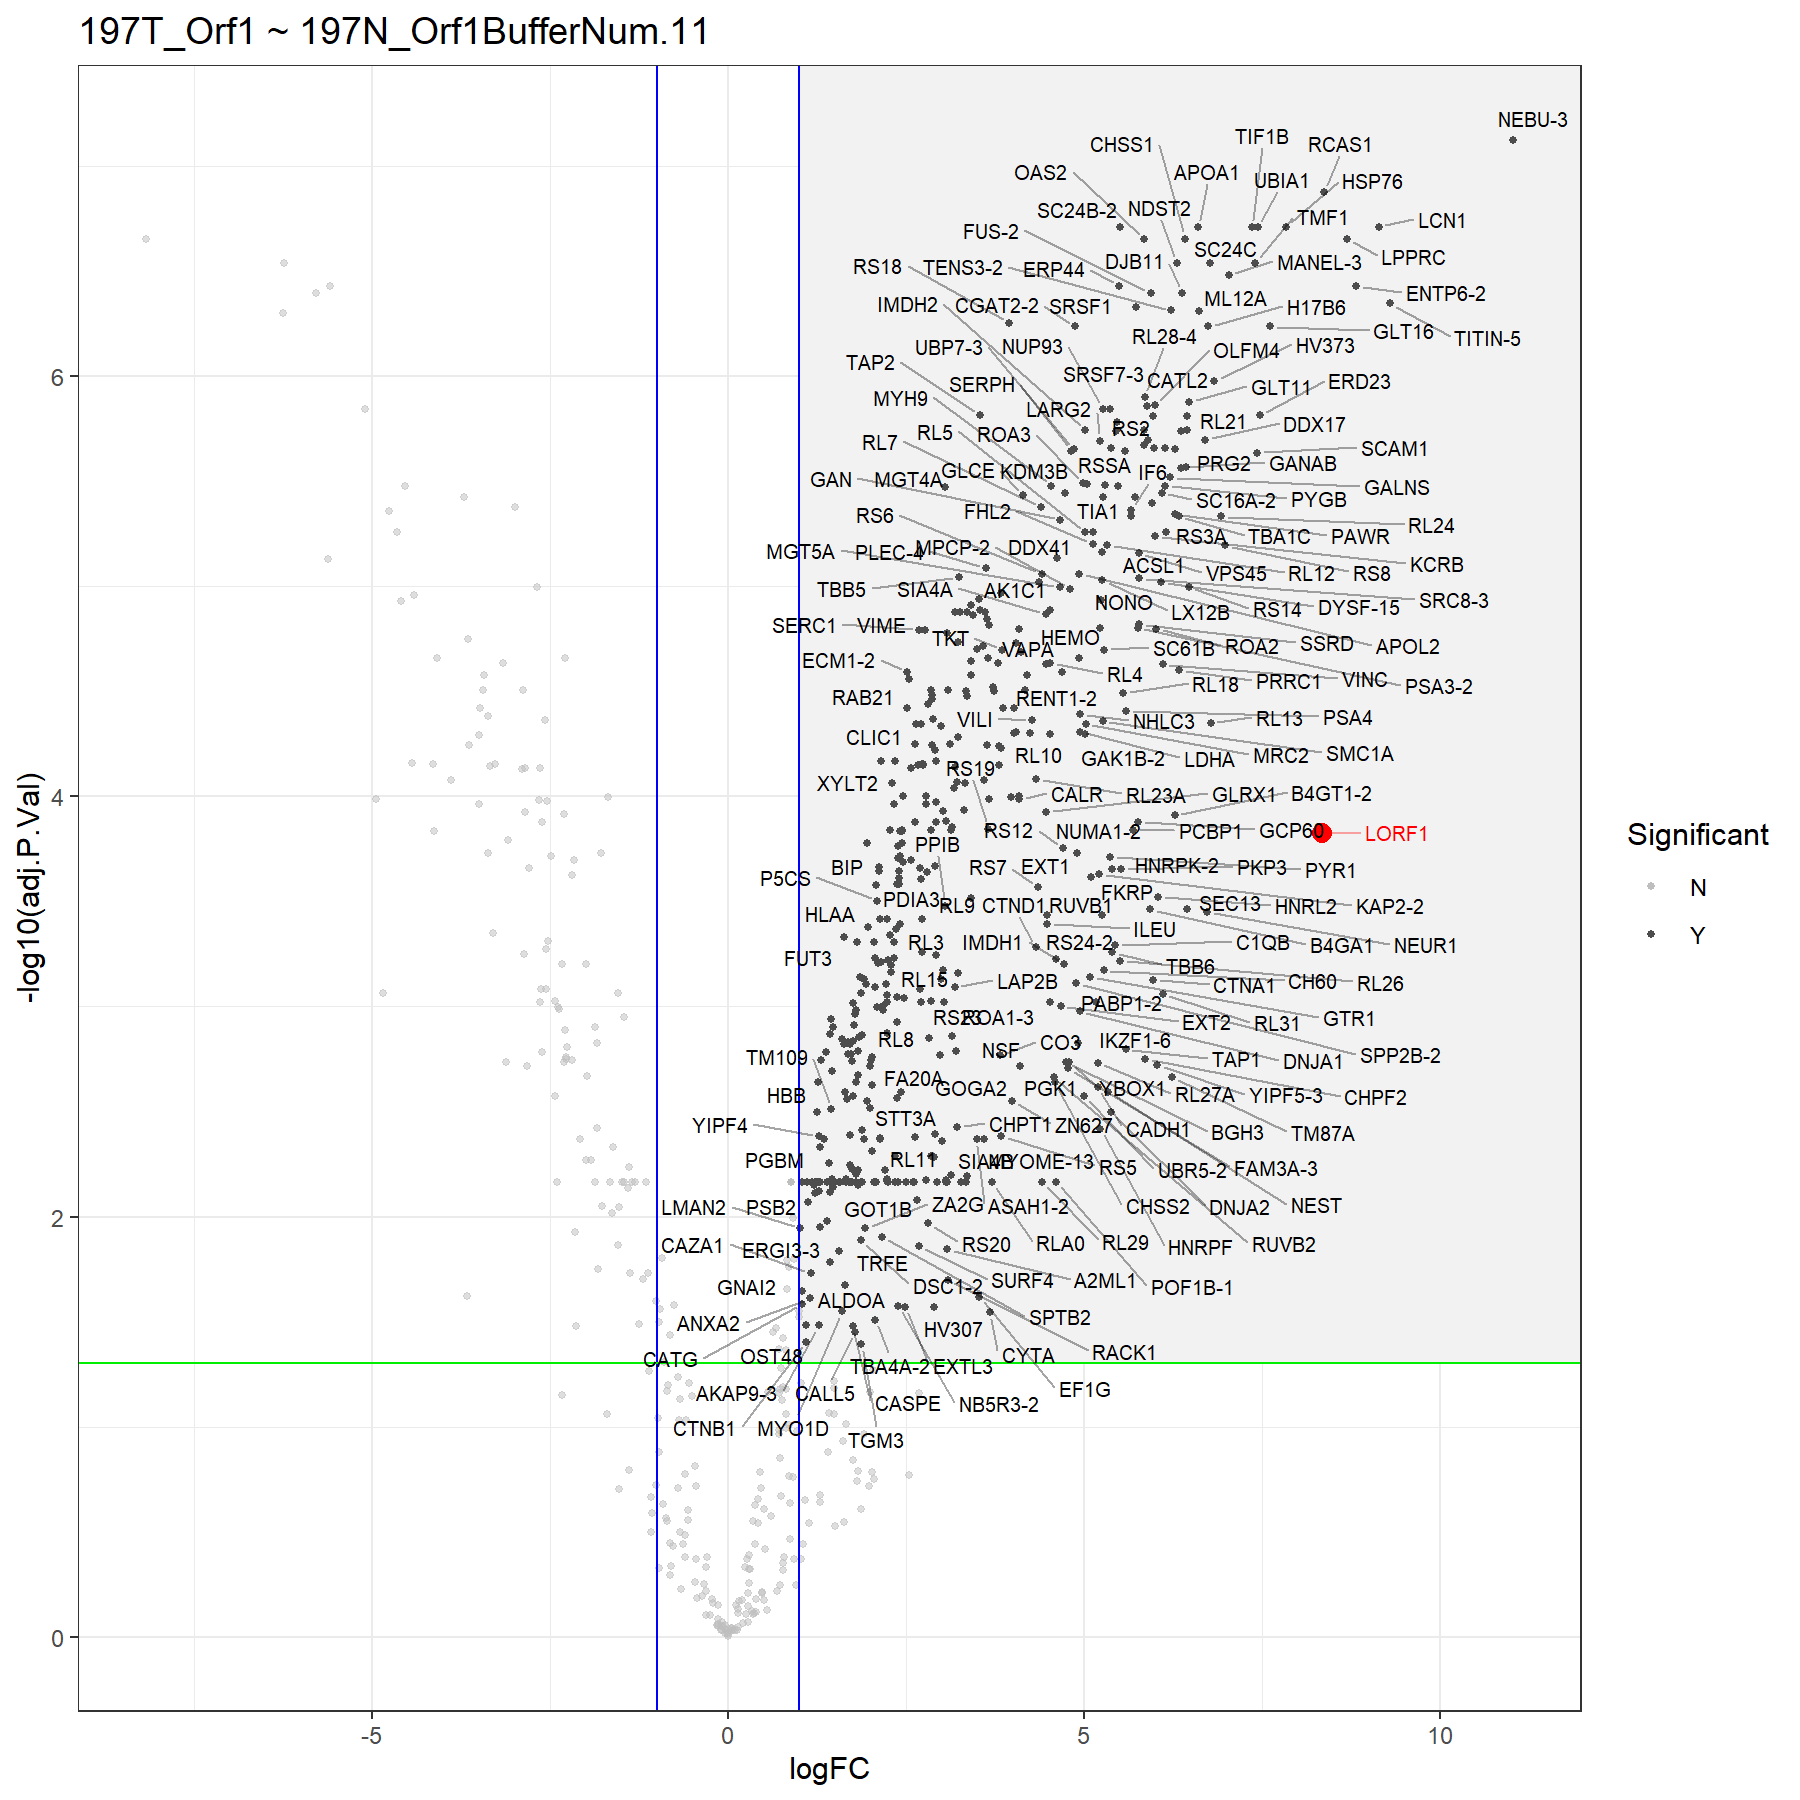 197T_Orf1 ~ 197N_Orf1BufferNum.11
NEBU-3
TIF1B
CHSS1
RCAS1
OAS2
APOA1
UBIA1
HSP76
SC24B-2
NDST2
TMF1
LCN1
FUS-2
SC24C
LPPRC
RS18
TENS3-2
ERP44
DJB11
MANEL-3
ENTP6-2
IMDH2
CGAT2-2
SRSF1
ML12A
H17B6
GLT16
TITIN-5
UBP7-3
NUP93
RL28-4
OLFM4
HV373
TAP2
SERPH
SRSF7-3
CATL2
GLT11
ERD23
MYH9
LARG2
RL5
ROA3
RS2
RL21
DDX17
RL7
SCAM1
GAN
MGT4A
GLCE
KDM3B
RSSA
IF6
PRG2
GANAB
GALNS
RS6
FHL2
TIA1
SC16A-2
PYGB
RL24
MGT5A
PLEC-4
MPCP-2
DDX41
RS3A
TBA1C
PAWR
KCRB
TBB5
SIA4A
AK1C1
ACSL1
VPS45
RL12
RS8
NONO
LX12B
RS14
DYSF-15
SRC8-3
SERC1
VIME
TKT
VAPA
HEMO
SC61B
ROA2
SSRD
APOL2
ECM1-2
RL4
RL18
PRRC1
VINC
PSA3-2
RAB21
RENT1-2
VILI
NHLC3
RL13
PSA4
CLIC1
RL10
GAK1B-2
LDHA
MRC2
SMC1A
XYLT2
RS19
CALR
RL23A
GLRX1
B4GT1-2
RS12
NUMA1-2
PCBP1
GCP60
LORF1
PPIB
BIP
P5CS
RS7
EXT1
HNRPK-2
PKP3
PYR1
HLAA
PDIA3
RL9
CTND1
RUVB1
FKRP
SEC13
HNRL2
KAP2-2
FUT3
RL3
IMDH1
RS24-2
ILEU
C1QB
B4GA1
NEUR1
RL15
LAP2B
TBB6
CTNA1
CH60
RL26
RS23
ROA1-3
PABP1-2
EXT2
RL31
GTR1
TM109
RL8
NSF
CO3
IKZF1-6
TAP1
DNJA1
SPP2B-2
HBB
FA20A
GOGA2
PGK1
YBOX1
RL27A
YIPF5-3
CHPF2
YIPF4
STT3A
CHPT1
ZN627
CADH1
BGH3
TM87A
PGBM
RL11
SIA4B
MYOME-13
RS5
UBR5-2
FAM3A-3
LMAN2
PSB2
GOT1B
ZA2G
ASAH1-2
CHSS2
DNJA2
NEST
CAZA1
ERGI3-3
RS20
RLA0
RL29
HNRPF
RUVB2
GNAI2
TRFE
DSC1-2
SURF4
A2ML1
POF1B-1
ANXA2
ALDOA
HV307
SPTB2
CATG
OST48
TBA4A-2
EXTL3
CYTA
RACK1
AKAP9-3
CALL5
CASPE
NB5R3-2
EF1G
CTNB1
MYO1D
TGM3
6
4
2
0
-5
0
5
10
logFC
-log10(adj.P.Val)
Significant
N
Y